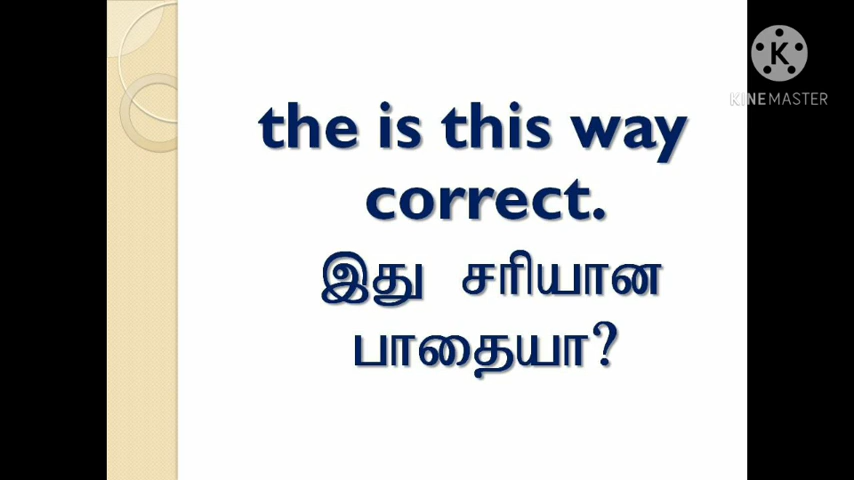 the is this way
correct.
இது சரியான
பாதையா?
K
KINEMASTER